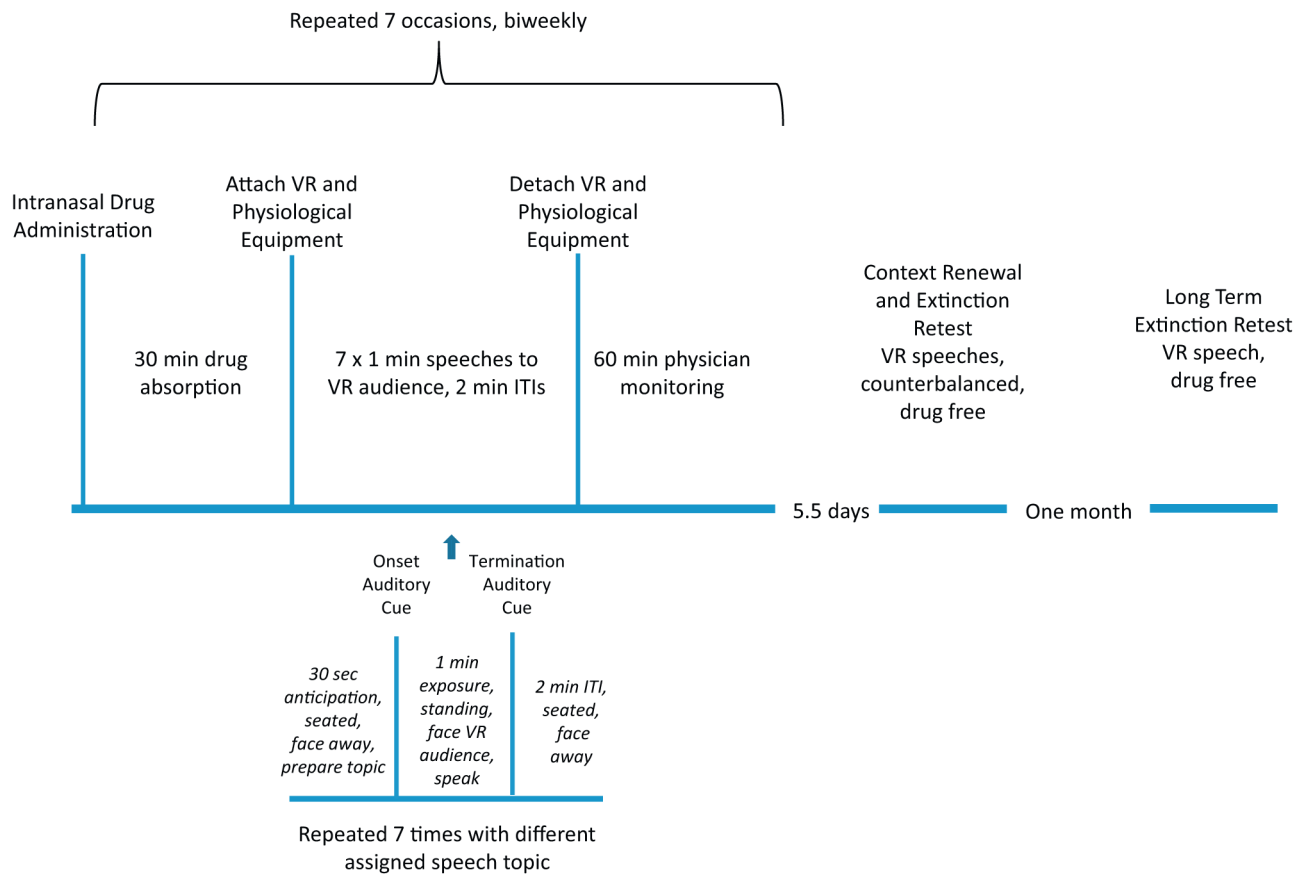 Repeated 7 occasions, biweekly
Intranasal Drug
Administration
Attach VR and
Physiological
Equipment
Detach VR and
Physiological
Equipment
30 min drug
absorption
7 x 1 min speeches to
VR audience, 2 min ITIs
60 min physician
monitoring
Context Renewal
and Extinction
Retest
VR speeches,
counterbalanced,
drug free
Long Term
Extinction Retest
VR speech,
drug free
5.5 days
One month
Onset
Auditory
Cue
Termination
Auditory
Cue
30 sec
anticipation,
seated,
face away,
prepare topic
1 min
exposure,
standing,
face VR
audience,
speak
2 min ITI,
seated,
face
away
Repeated 7 times with different
assigned speech topic